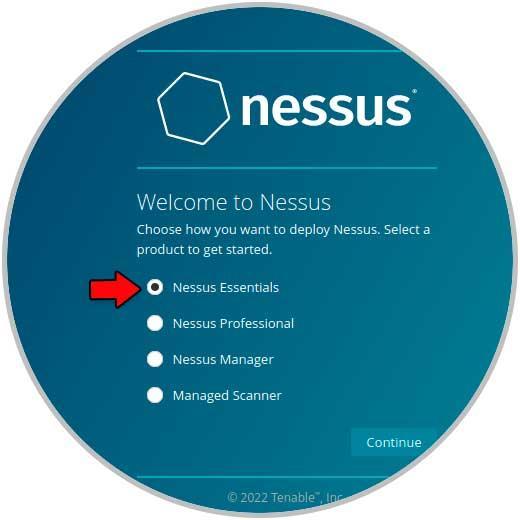 nessus®
Welcome to Nessus
Choose how you want to deploy Nessus. Select a
product to get started.
Nessus Essentials
Nessus Professional
Nessus Manager
Managed Scanner
Continue
© 2022 Tenable™, Inc